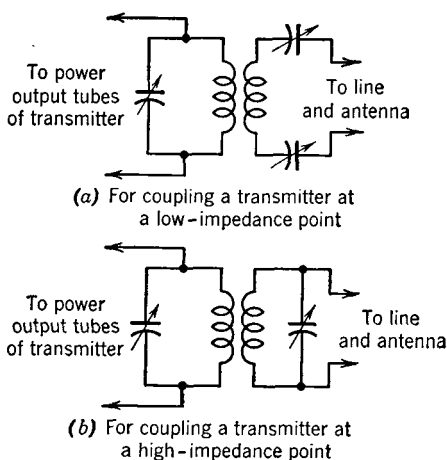 To power
output tubes
of transmitter
To line
and antenna
(a) For coupling a transmitter at
a low-impedance point
To power
output tubes
of transmitter
To line
and antenna
(b) For coupling a transmitter at
a high-impedance point